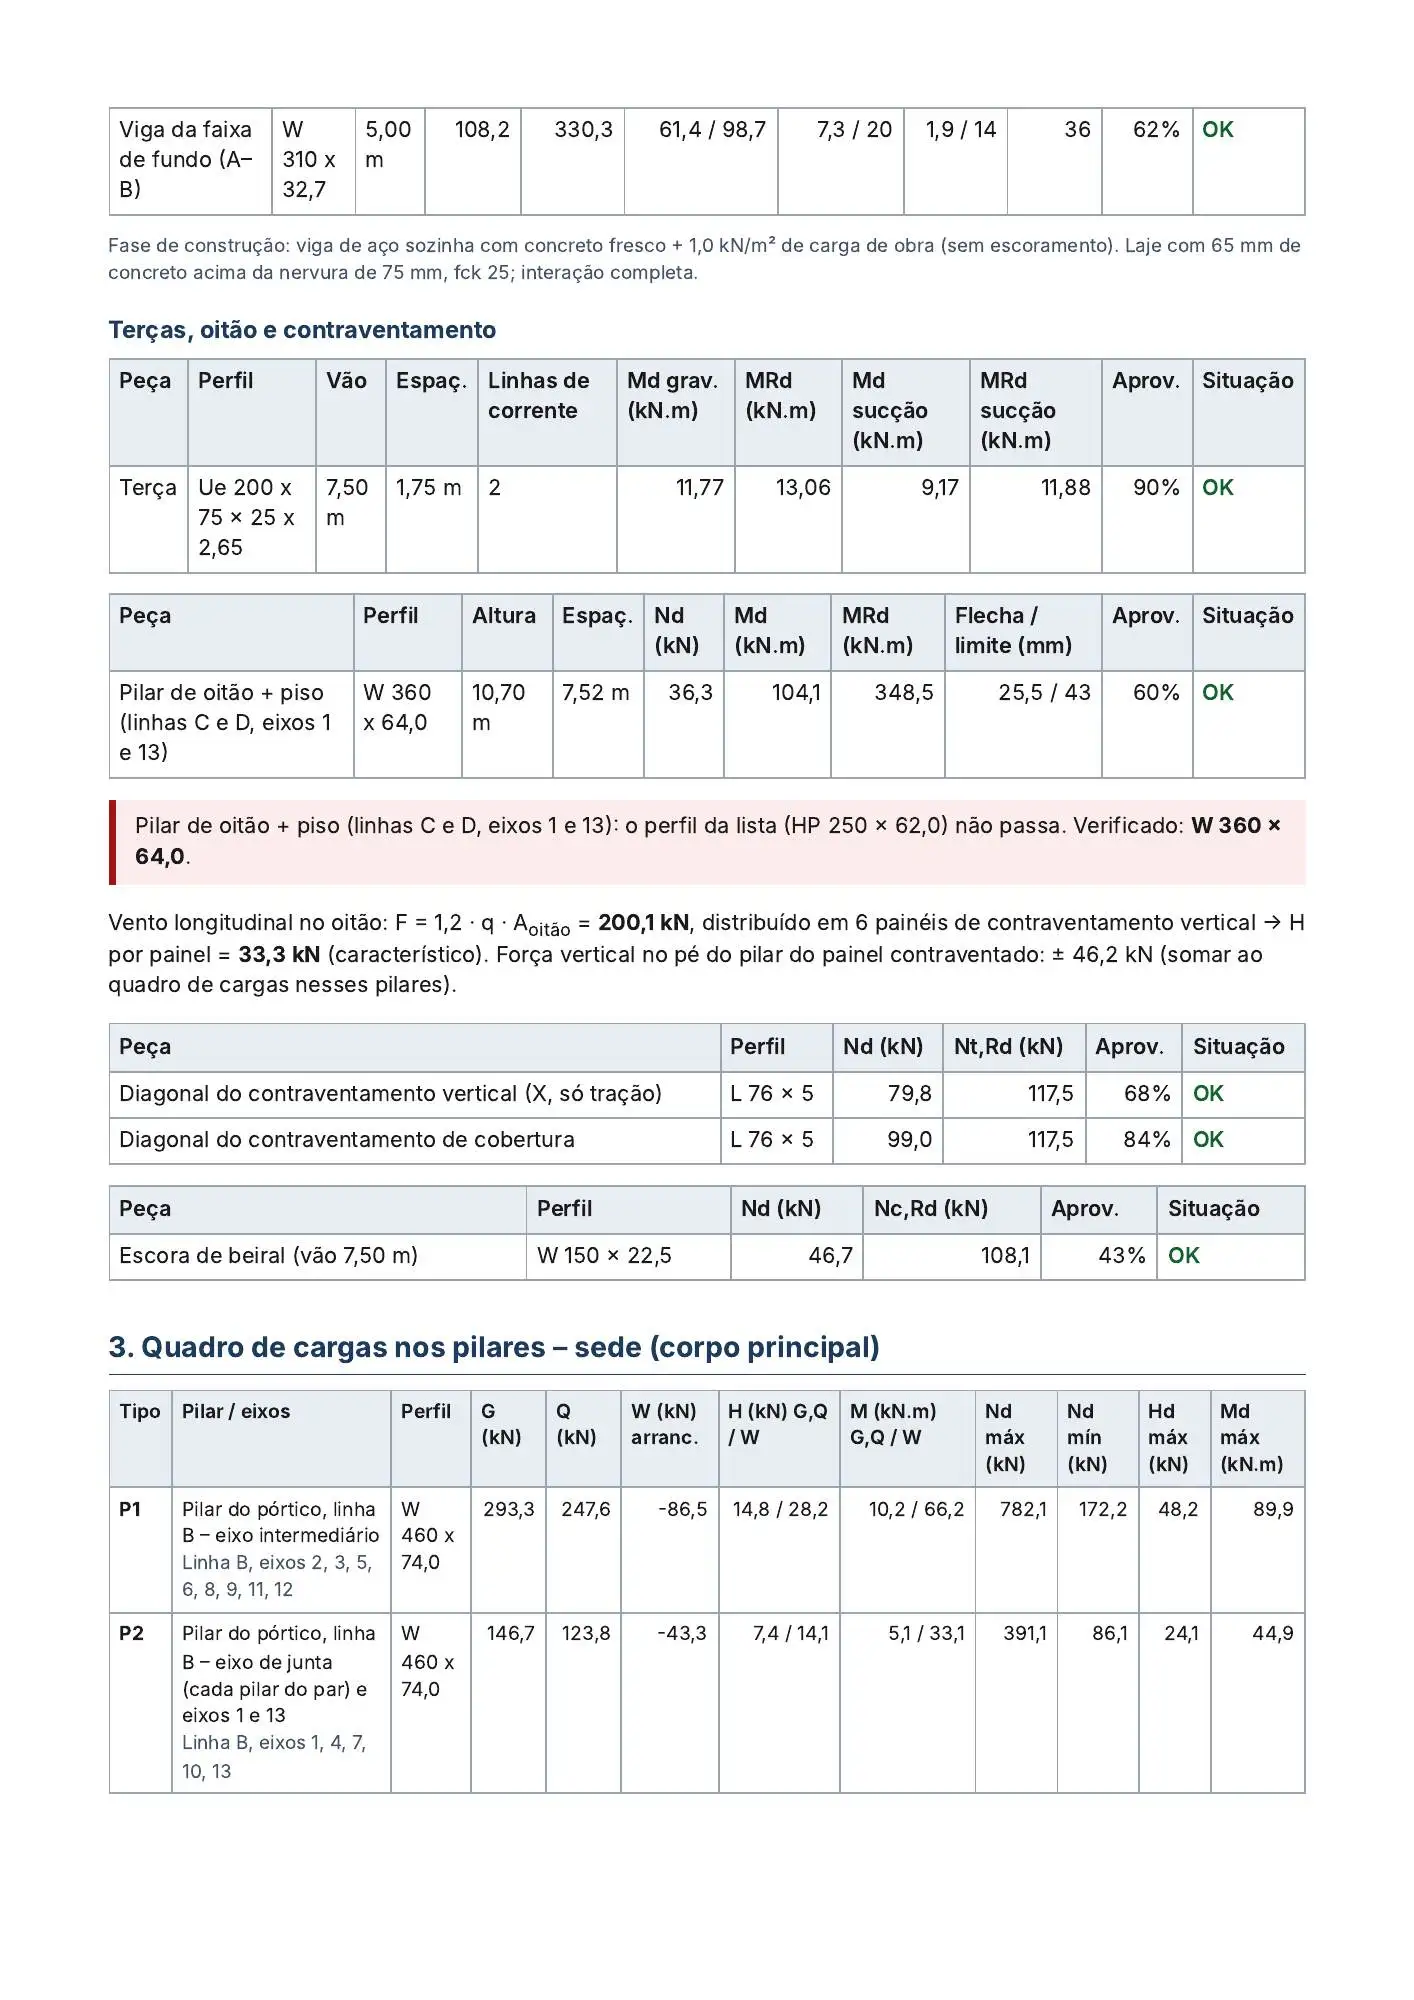 Viga da faixa de fundo (A–B) W 310 x 32,7 5,00 m 108,2 330,3 61,4 / 98,7 7,3 / 20 1,9 / 14 36 62% OK
Fase de construção: viga de aço sozinha com concreto fresco + 1,0 kN/m² de carga de obra (sem escoramento). Laje com 65 mm de
concreto acima da nervura de 75 mm, fck 25; interação completa.
Terças, oitão e contraventamento
Peça Perfil Vão Espaç. Linhas de corrente Md grav. (kN.m) MRd (kN.m) Md sucção (kN.m) MRd sucção (kN.m) Aprov. Situação
Terça Ue 200 x 75 × 25 x 2,65 7,50 m 1,75 m 2 11,77 13,06 9,17 11,88 90% OK
Peça Perfil Altura Espaç. Nd (kN) Md (kN.m) MRd (kN.m) Flecha / limite (mm) Aprov. Situação
Pilar de oitão + piso (linhas C e D, eixos 1 e 13) W 360 x 64,0 10,70 m 7,52 m 36,3 104,1 348,5 25,5 / 43 60% OK
Pilar de oitão + piso (linhas C e D, eixos 1 e 13): o perfil da lista (HP 250 × 62,0) não passa. Verificado: W 360 ×
64,0.
Vento longitudinal no oitão: F = 1,2 · q · Aoitão = 200,1 kN, distribuído em 6 painéis de contraventamento vertical → H
por painel = 33,3 kN (característico). Força vertical no pé do pilar do painel contraventado: ± 46,2 kN (somar ao
quadro de cargas nesses pilares).
Peça Perfil Nd (kN) Nt,Rd (kN) Aprov. Situação
Diagonal do contraventamento vertical (X, só tração) L 76 × 5 79,8 117,5 68% OK
Diagonal do contraventamento de cobertura L 76 × 5 99,0 117,5 84% OK
Peça Perfil Nd (kN) Nc,Rd (kN) Aprov. Situação
Escora de beiral (vão 7,50 m) W 150 × 22,5 46,7 108,1 43% OK
3. Quadro de cargas nos pilares – sede (corpo principal)
Tipo Pilar / eixos Perfil G (kN) Q (kN) W (kN) arranc. H (kN) G,Q / W M (kN.m) G,Q / W Nd máx (kN) Nd mín (kN) Hd máx (kN) Md máx (kN.m)
P1 Pilar do pórtico, linha B – eixo intermediário Linha B, eixos 2, 3, 5, 6, 8, 9, 11, 12 W 460 x 74,0 293,3 247,6 -86,5 14,8 / 28,2 10,2 / 66,2 782,1 172,2 48,2 89,9
P2 Pilar do pórtico, linha B – eixo de junta (cada pilar do par) e eixos 1 e 13 Linha B, eixos 1, 4, 7, 10, 13 W 460 x 74,0 146,7 123,8 -43,3 7,4 / 14,1 5,1 / 33,1 391,1 86,1 24,1 44,9